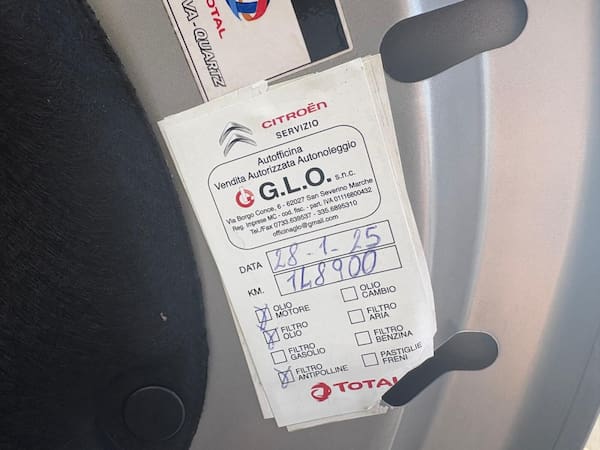 TOTAL
VA - QUARTZ
CITROËN
SERVIZIO
Autofficina
Vendita Autorizzata Autonoleggio
G.L.O. s.n.c.
Via Borgo Conce, 6 - 62027 San Severino Marche
Reg. Imprese MC - cod. fisc. - part. IVA 01116800432
Tel./Fax 0733.639537 - 335.6895310
officinaglo@gmail.com
DATA 28-1-25
KM. 148900
OLIO MOTORE
OLIO CAMBIO
FILTRO OLIO
FILTRO ARIA
FILTRO GASOLIO
FILTRO BENZINA
FILTRO ANTIPOLLINE
PASTIGLIE FRENI
TOTAL